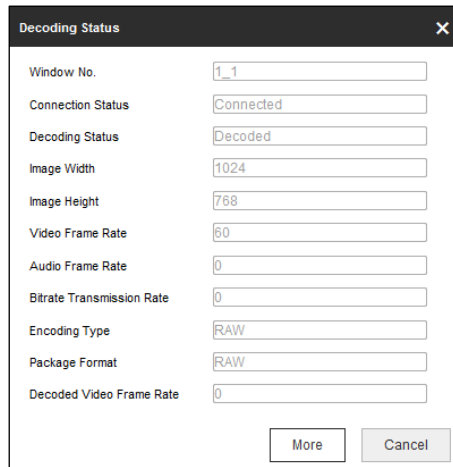 Decoding Status
Window No. 1_1
Connection Status Connected
Decoding Status Decoded
Image Width 1024
Image Height 768
Video Frame Rate 60
Audio Frame Rate 0
Bitrate Transmission Rate 0
Encoding Type RAW
Package Format RAW
Decoded Video Frame Rate 0
More Cancel